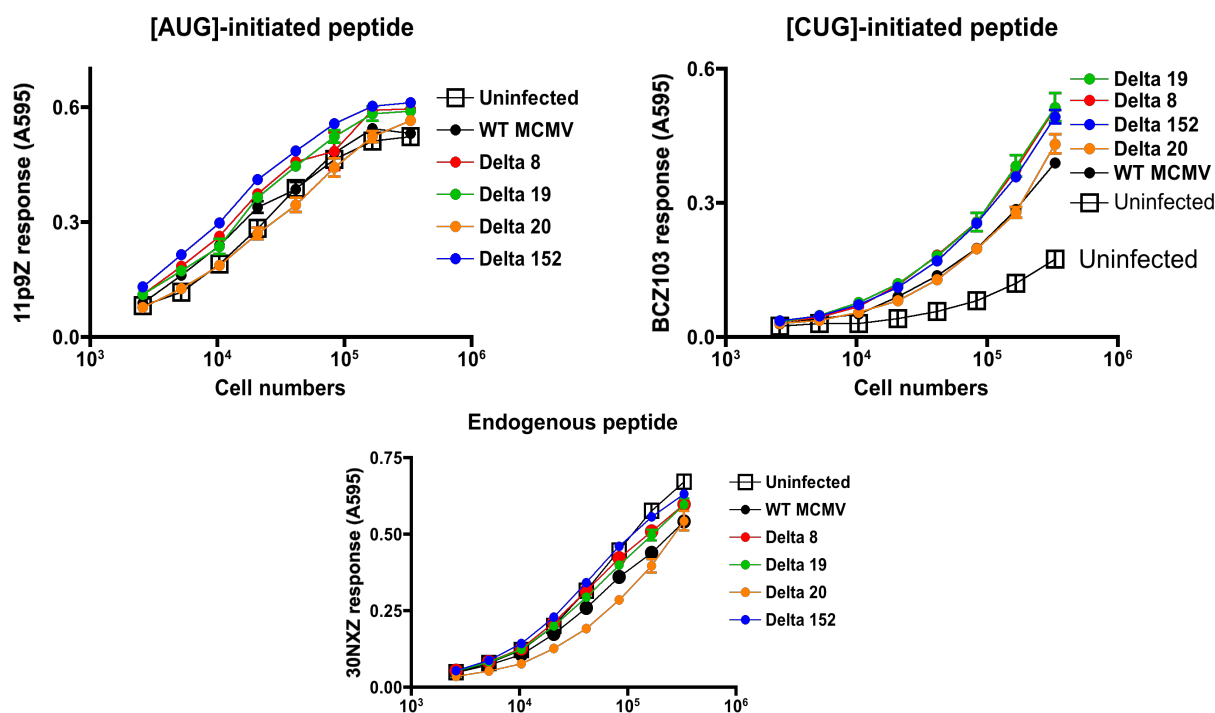 [AUG]-initiated peptide
11p9Z response (A595)
0.6
0.3
0.0
10³
10⁴
10⁵
10⁶
Cell numbers
Uninfected
WT MCMV
Delta 8
Delta 19
Delta 20
Delta 152
[CUG]-initiated peptide
BCZ103 response (A595)
0.6
0.3
0.0
10³
10⁴
10⁵
10⁶
Cell numbers
Delta 19
Delta 8
Delta 152
Delta 20
WT MCMV
Uninfected
Uninfected
Endogenous peptide
30NXZ response (A595)
0.75
0.50
0.25
0.00
10³
10⁴
10⁵
10⁶
Uninfected
WT MCMV
Delta 8
Delta 19
Delta 20
Delta 152